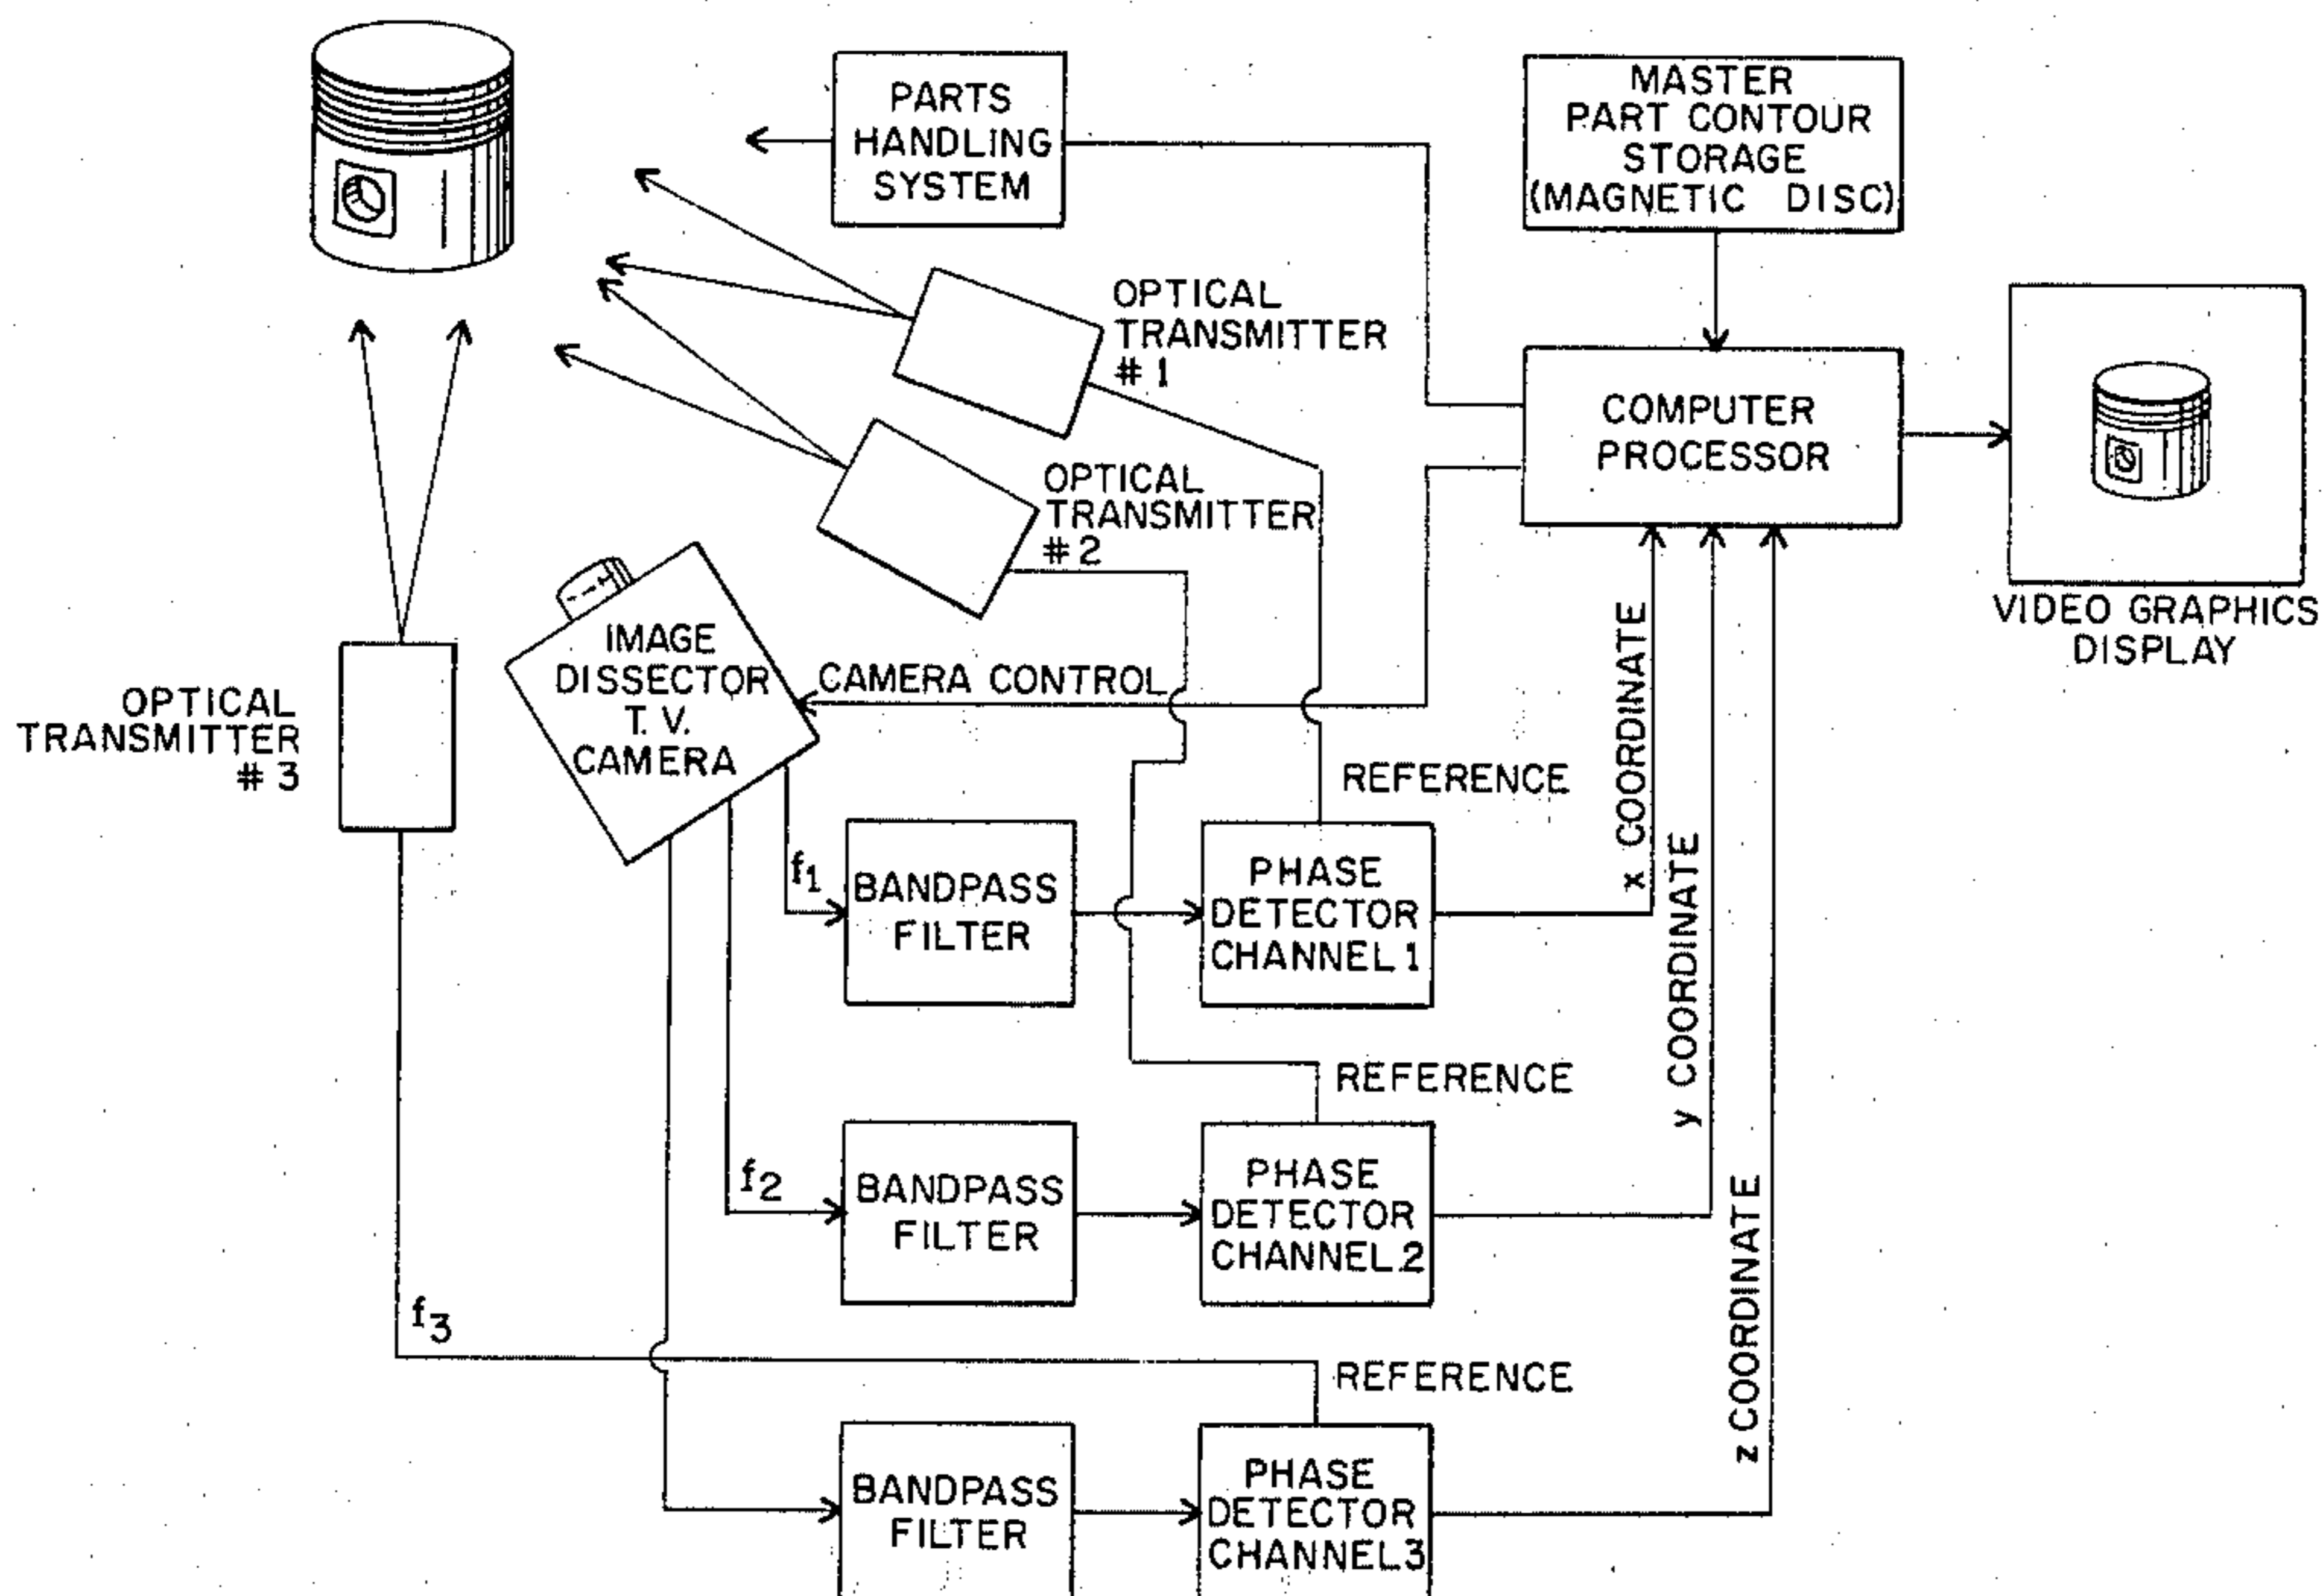 PARTS
HANDLING
SYSTEM
MASTER
PART CONTOUR
STORAGE
(MAGNETIC DISC)
OPTICAL
TRANSMITTER
#1
COMPUTER
PROCESSOR
OPTICAL
TRANSMITTER
#2
VIDEO GRAPHICS
DISPLAY
IMAGE
DISSECTOR
T. V.
CAMERA
CAMERA CONTROL
OPTICAL
TRANSMITTER
#3
REFERENCE
x COORDINATE
f1
BANDPASS
FILTER
PHASE
DETECTOR
CHANNEL 1
y COORDINATE
REFERENCE
f2
BANDPASS
FILTER
PHASE
DETECTOR
CHANNEL 2
z COORDINATE
f3
REFERENCE
BANDPASS
FILTER
PHASE
DETECTOR
CHANNEL 3